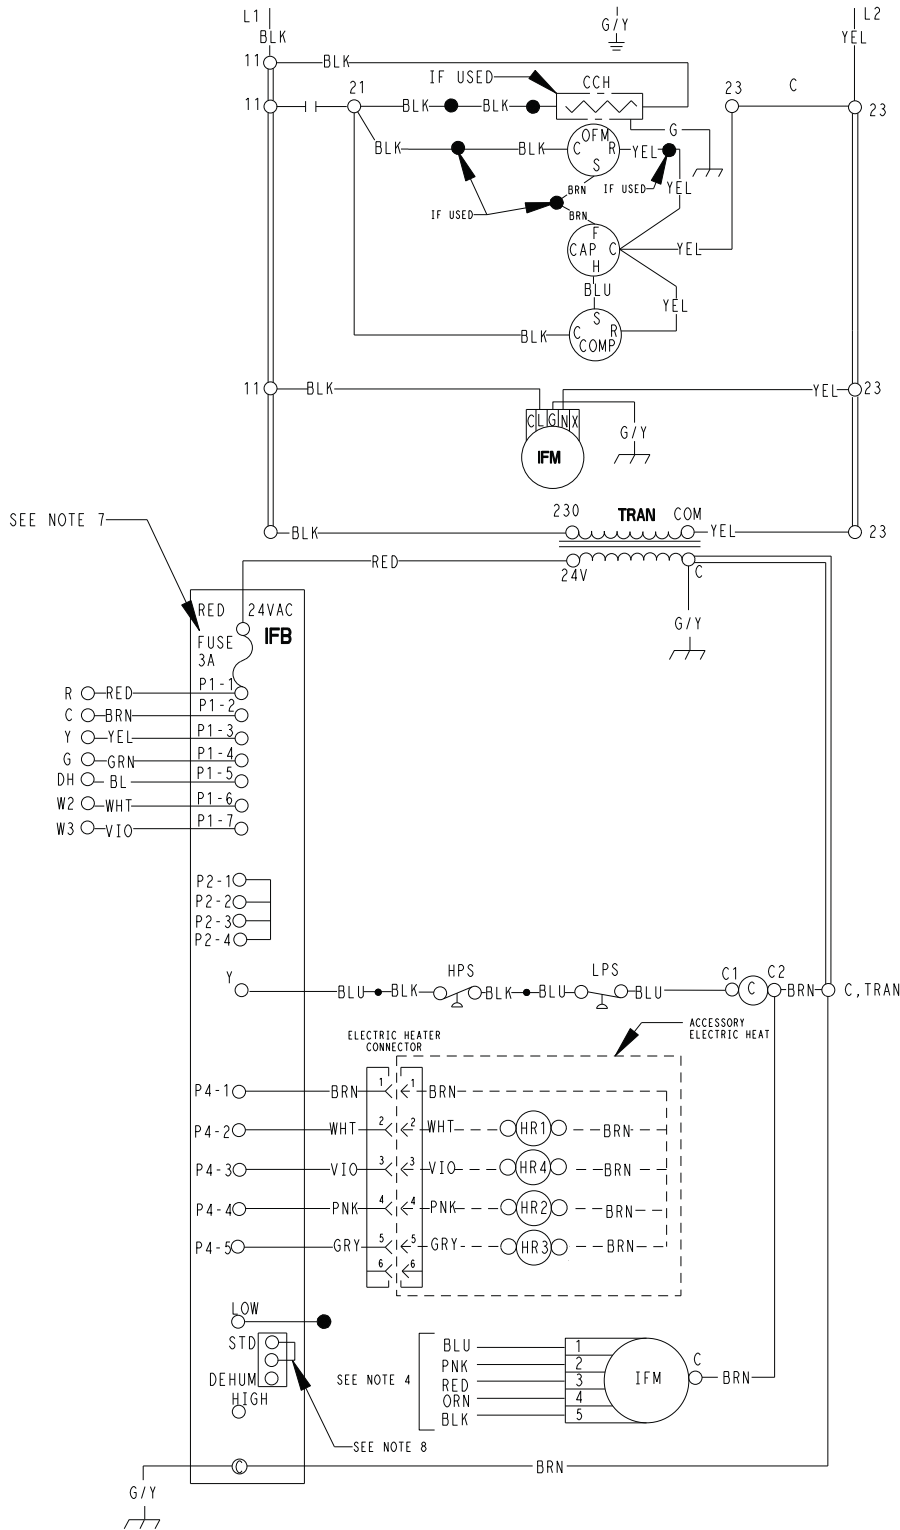 L1
G/Y
L2
BLK
YEL
11
BLK
IF USED
CCH
21
23
C
11
BLK
BLK
23
G
OFM
BLK
BLK
C
R
YEL
S
BRN
IF USED
YEL
IF USED
BRN
F
CAP
C
YEL
H
BLU
YEL
S
BLK
C
R
COMP
11
BLK
YEL
23
C
L
G
N
X
G/Y
IFM
230
TRAN
COM
SEE NOTE 7
BLK
YEL
23
RED
24V
C
RED
24VAC
G/Y
FUSE
3A
IFB
R
RED
P1-1
C
BRN
P1-2
Y
YEL
P1-3
G
GRN
P1-4
DH
BL
P1-5
W2
WHT
P1-6
W3
VIO
P1-7
P2-1
P2-2
P2-3
P2-4
Y
BLU
BLK
HPS
BLK
BLU
LPS
BLU
C1
C
C2
BRN
C,TRAN
ELECTRIC HEATER
CONNECTOR
ACCESSORY
ELECTRIC HEAT
P4-1
BRN
1
1
BRN
P4-2
WHT
2
2
WHT
HR1
BRN
P4-3
VIO
3
3
VIO
HR4
BRN
P4-4
PNK
4
4
PNK
HR2
BRN
P4-5
GRY
5
5
GRY
HR3
BRN
6
6
LOW
STD
DEHUM
HIGH
SEE NOTE 4
BLU
1
PNK
2
RED
3
ORN
4
BLK
5
IFM
C
BRN
SEE NOTE 8
C
BRN
G/Y